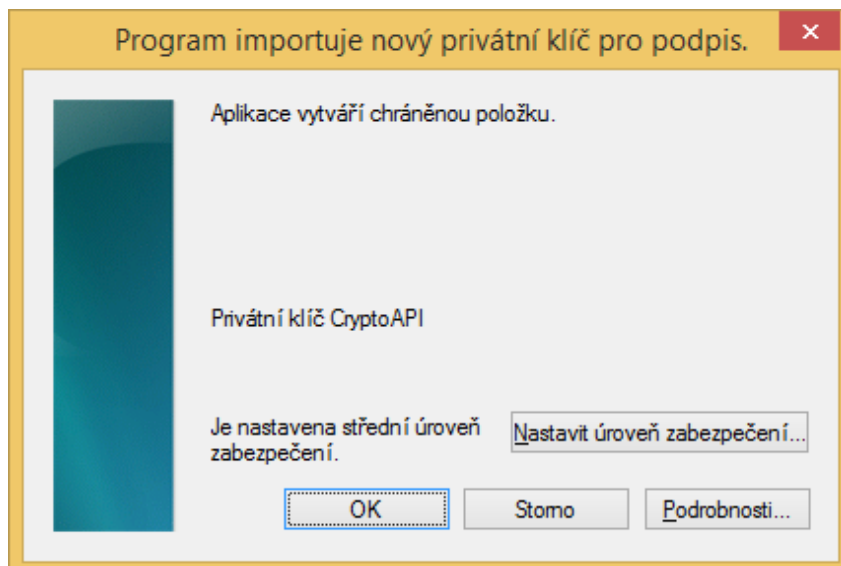 Program importuje nový privátní klíč pro podpis.
Aplikace vytváří chráněnou položku.
Privátní klíč CryptoAPI
Je nastavena střední úroveň
zabezpečení.
Nastavit úroveň zabezpečení...
OK
Storno
Podrobnosti...